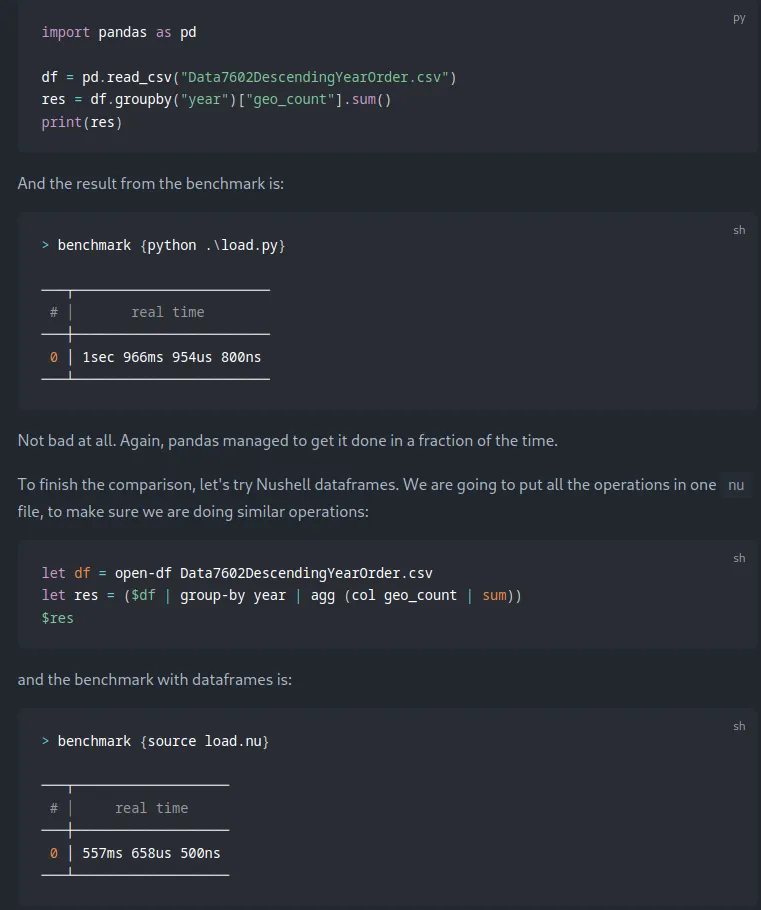 py
import pandas as pd
df = pd.read_csv("Data7602DescendingYearOrder.csv")
res = df.groupby("year")["geo_count"].sum()
print(res)
And the result from the benchmark is:
sh
> benchmark {python .\load.py}
# │ real time
0 │ 1sec 966ms 954us 800ns
Not bad at all. Again, pandas managed to get it done in a fraction of the time.
To finish the comparison, let's try Nushell dataframes. We are going to put all the operations in one nu
file, to make sure we are doing similar operations:
sh
let df = open-df Data7602DescendingYearOrder.csv
let res = ($df | group-by year | agg (col geo_count | sum))
$res
and the benchmark with dataframes is:
sh
> benchmark {source load.nu}
# │ real time
0 │ 557ms 658us 500ns